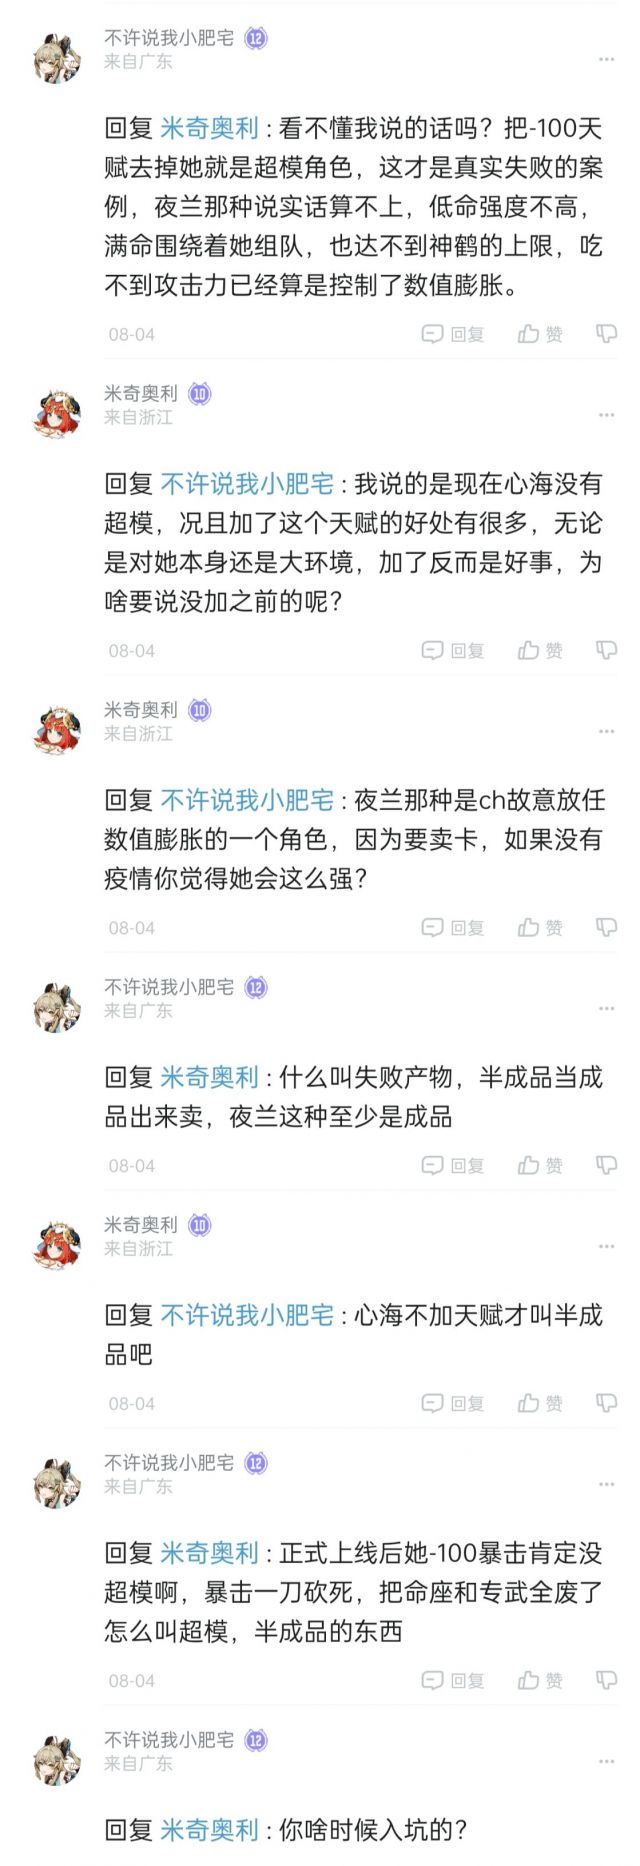 不许说我小肥宅 12
来自广东
回复 米奇奥利 : 看不懂我说的话吗？把-100天
赋去掉她就是超模角色，这才是真实失败的案
例，夜兰那种说实话算不上，低命强度不高，
满命围绕着她组队，也达不到神鹤的上限，吃
不到攻击力已经算是控制了数值膨胀。
08-04 回复 赞
米奇奥利 10
来自浙江
回复 不许说我小肥宅 : 我说的是现在心海没有
超模，况且加了这个天赋的好处有很多，无论
是对她本身还是大环境，加了反而是好事，为
啥要说没加之前的呢？
08-04 回复 赞
米奇奥利 10
来自浙江
回复 不许说我小肥宅 : 夜兰那种是ch故意放任
数值膨胀的一个角色，因为要卖卡，如果没有
疫情你觉得她会这么强？
08-04 回复 赞
不许说我小肥宅 12
来自广东
回复 米奇奥利 : 什么叫失败产物，半成品当成
品出来卖，夜兰这种至少是成品
08-04 回复 赞
米奇奥利 10
来自浙江
回复 不许说我小肥宅 : 心海不加天赋才叫半成
品吧
08-04 回复 赞
不许说我小肥宅 12
来自广东
回复 米奇奥利 : 正式上线后她-100暴击肯定没
超模啊，暴击一刀砍死，把命座和专武全废了
怎么叫超模，半成品的东西
08-04 回复 赞
不许说我小肥宅 12
来自广东
回复 米奇奥利 : 你啥时候入坑的？